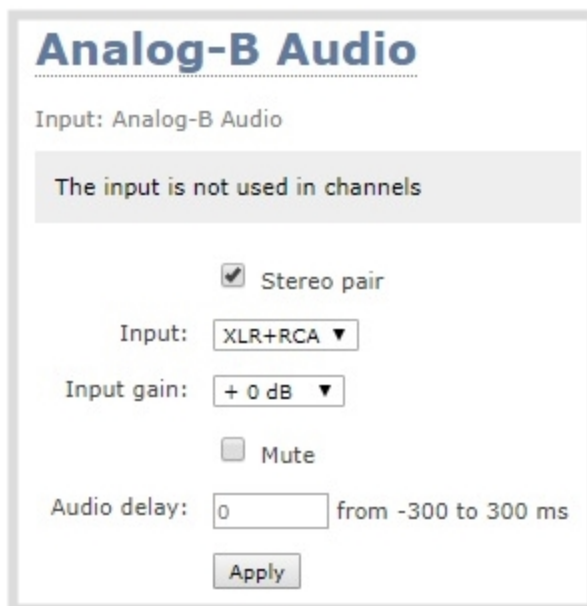 Analog-B Audio
Input: Analog-B Audio
The input is not used in channels
Stereo pair
Input: XLR+RCA
Input gain: + 0 dB
Mute
Audio delay: 0 from -300 to 300 ms
Apply